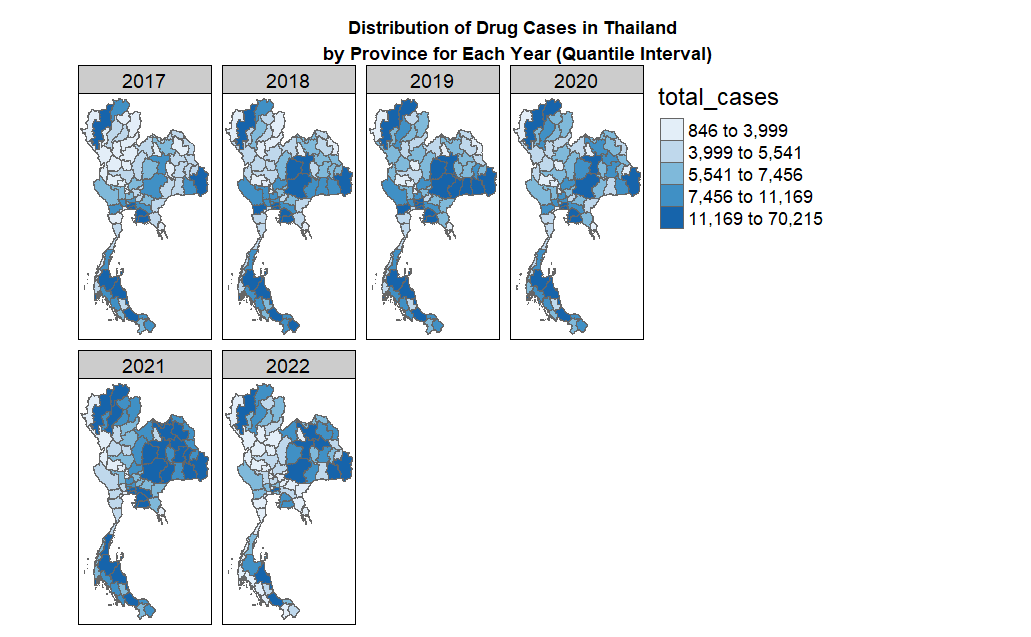 Distribution of Drug Cases in Thailand
by Province for Each Year (Quantile Interval)
2017
2018
2019
2020
total_cases
846 to 3,999
3,999 to 5,541
5,541 to 7,456
7,456 to 11,169
11,169 to 70,215
2021
2022